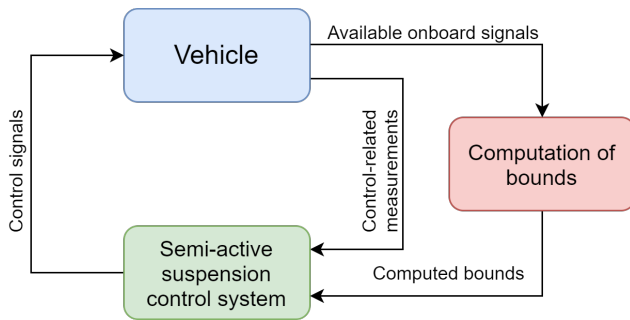 Available onboard signals
Vehicle
Control signals
Control-related
measurements
Computation of
bounds
Semi-active
suspension
control system
Computed bounds